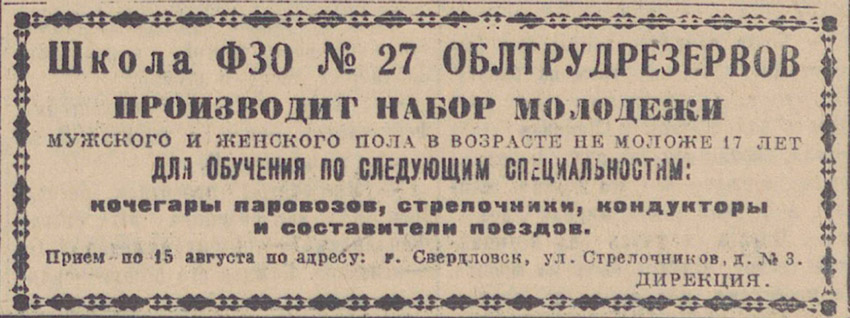 Школа ФЗО № 27 ОБЛТРУДРЕЗЕРВОВ
ПРОИЗВОДИТ НАБОР МОЛОДЕЖИ
МУЖСКОГО И ЖЕНСКОГО ПОЛА В ВОЗРАСТЕ НЕ МОЛОЖЕ 17 ЛЕТ
ДЛЯ ОБУЧЕНИЯ ПО СЛЕДУЮЩИМ СПЕЦИАЛЬНОСТЯМ:
кочегары паровозов, стрелочники, кондукторы
и составители поездов.
Прием по 15 августа по адресу: г. Свердловск, ул. Стрелочников, д. № 3.
ДИРЕКЦИЯ.